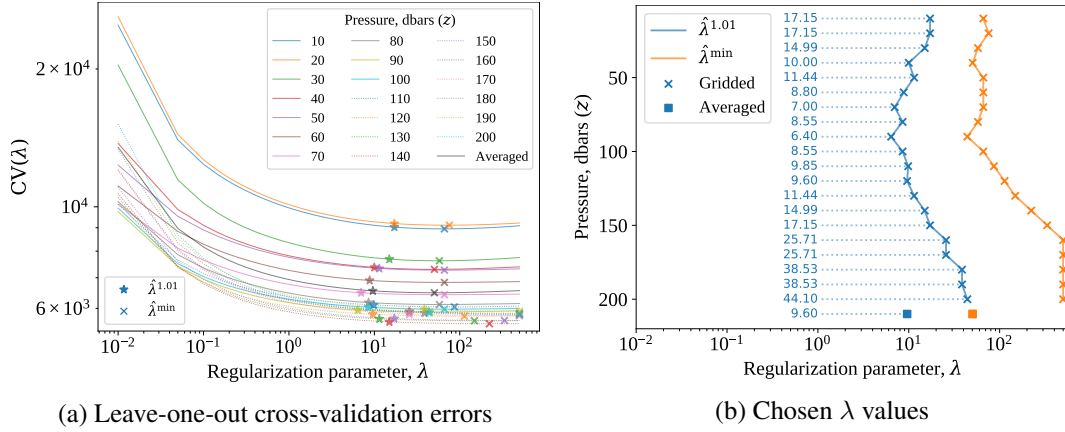 Pressure, dbars (z)
10 80 150
20 90 160
30 100 170
40 110 180
50 120 190
60 130 200
70 140 Averaged
CV(λ)
2 × 10⁴
10⁴
6 × 10³
λ̂^1.01
λ̂^min
10⁻² 10⁻¹ 10⁰ 10¹ 10²
Regularization parameter, λ
(a) Leave-one-out cross-validation errors
λ̂^1.01
λ̂^min
Gridded
Averaged
Pressure, dbars (z)
50
100
150
200
17.15
17.15
14.99
10.00
11.44
8.80
7.00
8.55
6.40
8.55
9.85
9.60
11.44
14.99
17.15
25.71
25.71
38.53
38.53
44.10
9.60
10⁻² 10⁻¹ 10⁰ 10¹ 10²
Regularization parameter, λ
(b) Chosen λ values